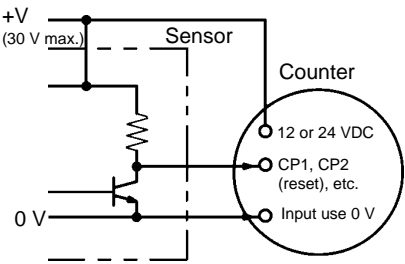 +V
(30 V max.)
Sensor
Counter
12 or 24 VDC
CP1, CP2
(reset), etc.
Input use 0 V
0 V